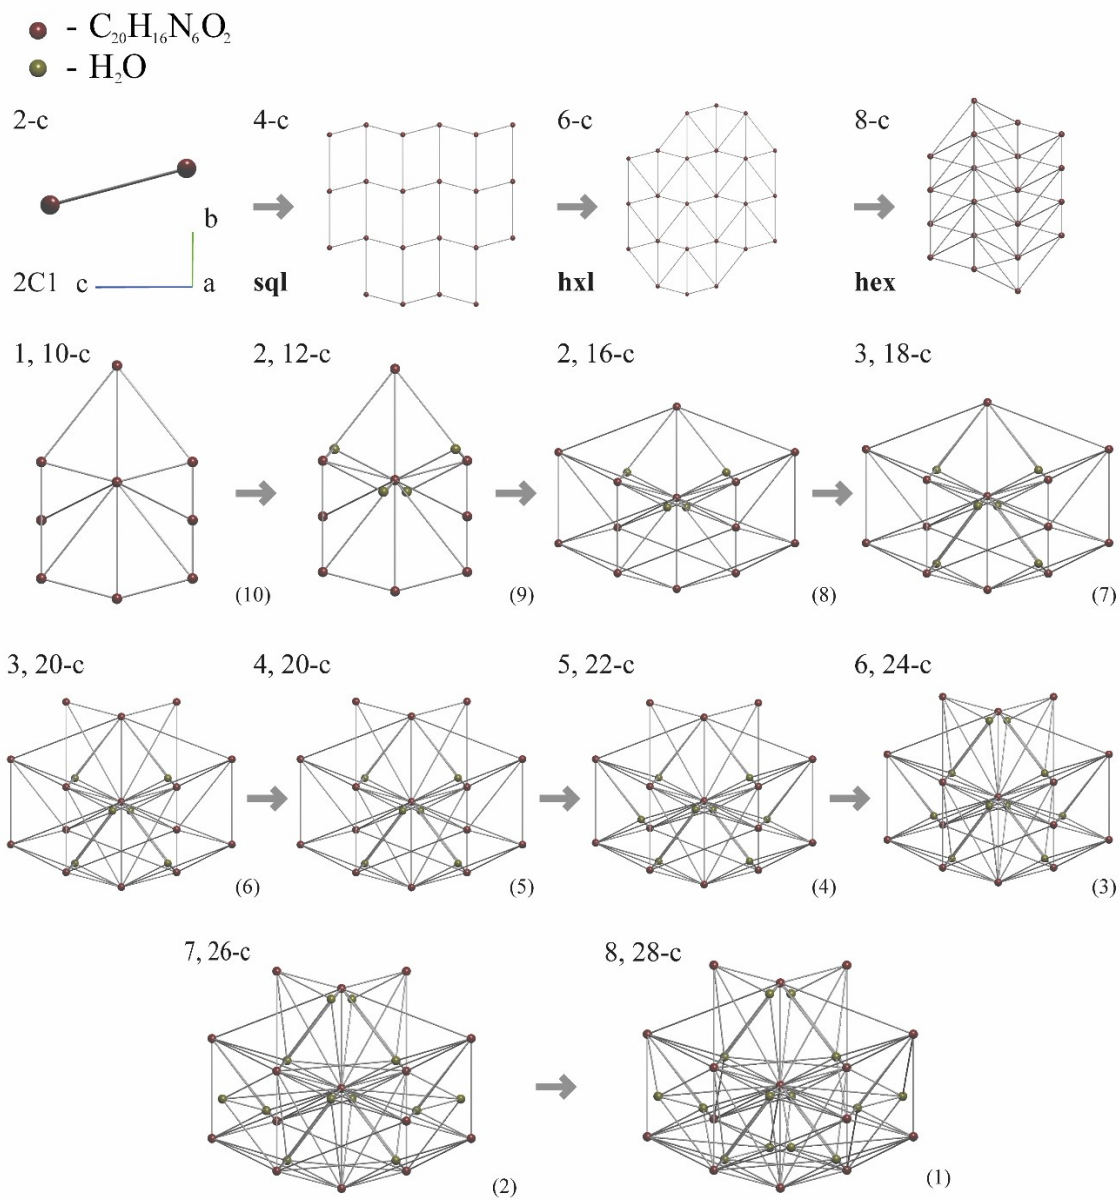 - C₂₀H₁₆N₆O₂
- H₂O
2-c
4-c
6-c
8-c
b
2C1 c a
sql
hxl
hex
1, 10-c
2, 12-c
2, 16-c
3, 18-c
(10)
(9)
(8)
(7)
3, 20-c
4, 20-c
5, 22-c
6, 24-c
(6)
(5)
(4)
(3)
7, 26-c
8, 28-c
(2)
(1)